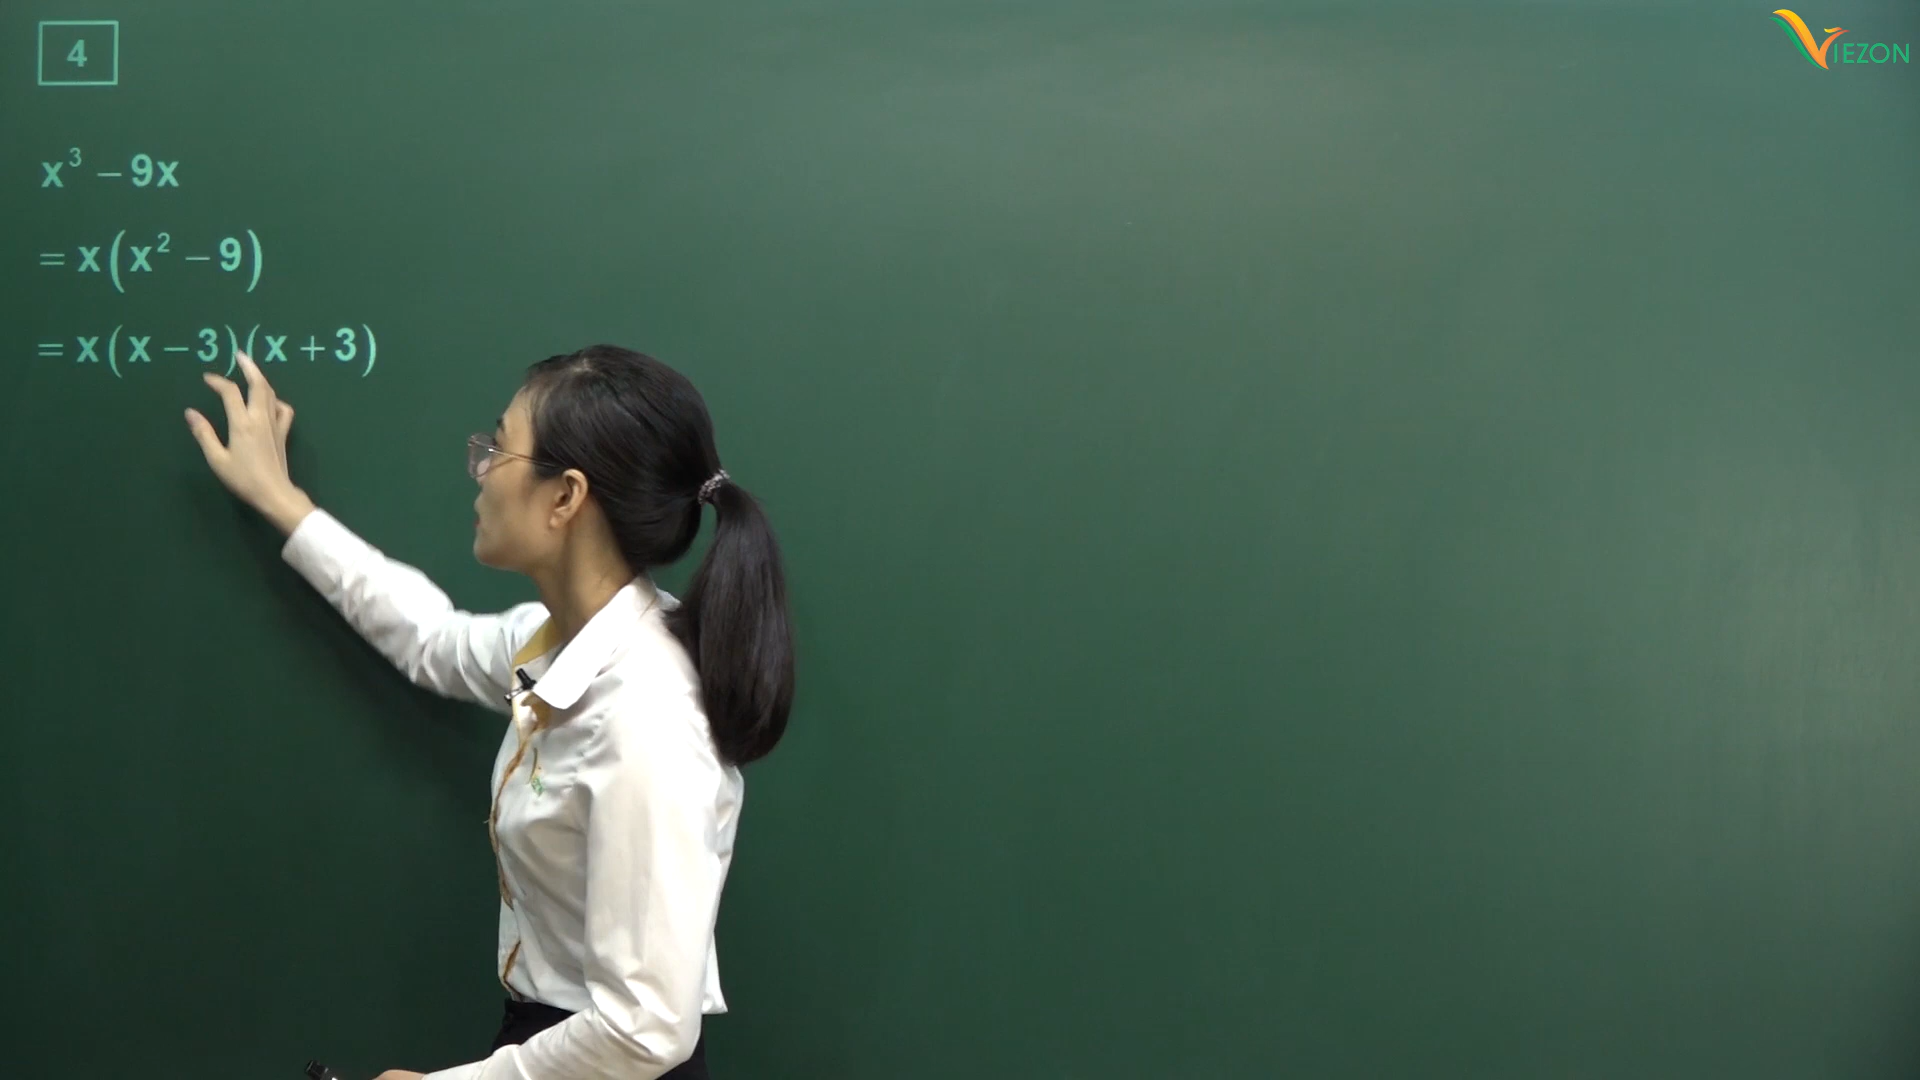 4
VIEZON
x³ – 9x
= x(x² – 9)
= x(x – 3)(x + 3)